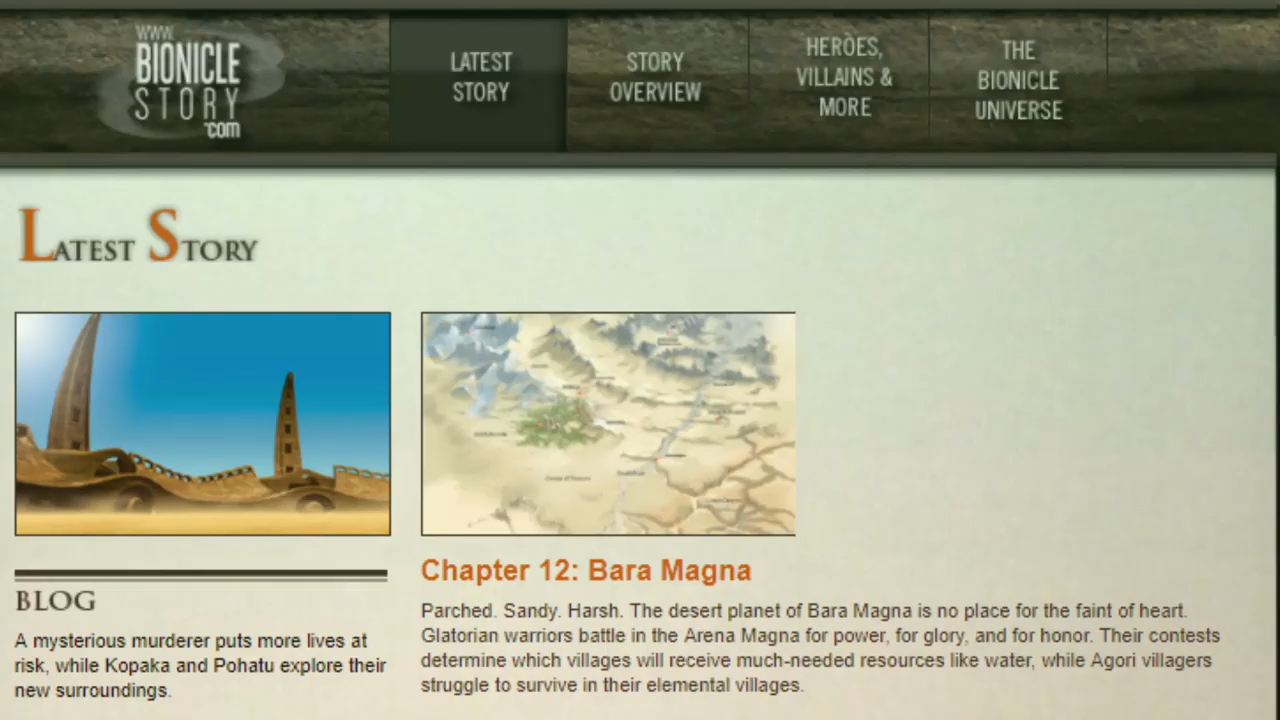 WWW.
BIONICLE
STORY
.com
LATEST
STORY
STORY
OVERVIEW
HEROES,
VILLAINS &
MORE
THE
BIONICLE
UNIVERSE
LATEST STORY
BLOG
A mysterious murderer puts more lives at
risk, while Kopaka and Pohatu explore their
new surroundings.
Chapter 12: Bara Magna
Parched. Sandy. Harsh. The desert planet of Bara Magna is no place for the faint of heart.
Glatorian warriors battle in the Arena Magna for power, for glory, and for honor. Their contests
determine which villages will receive much-needed resources like water, while Agori villagers
struggle to survive in their elemental villages.